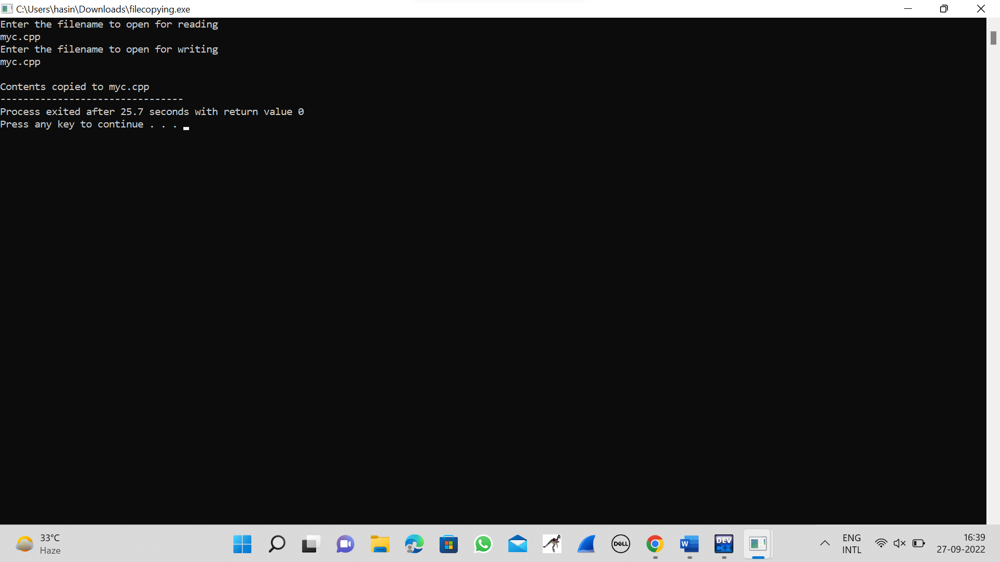 C:\Users\hasin\Downloads\filecopying.exe
Enter the filename to open for reading
myc.cpp
Enter the filename to open for writing
myc.cpp
Contents copied to myc.cpp
--------------------------------
Process exited after 25.7 seconds with return value 0
Press any key to continue . . .
33°C
Haze
DELL
W
DEV
C++
ENG
INTL
16:39
27-09-2022